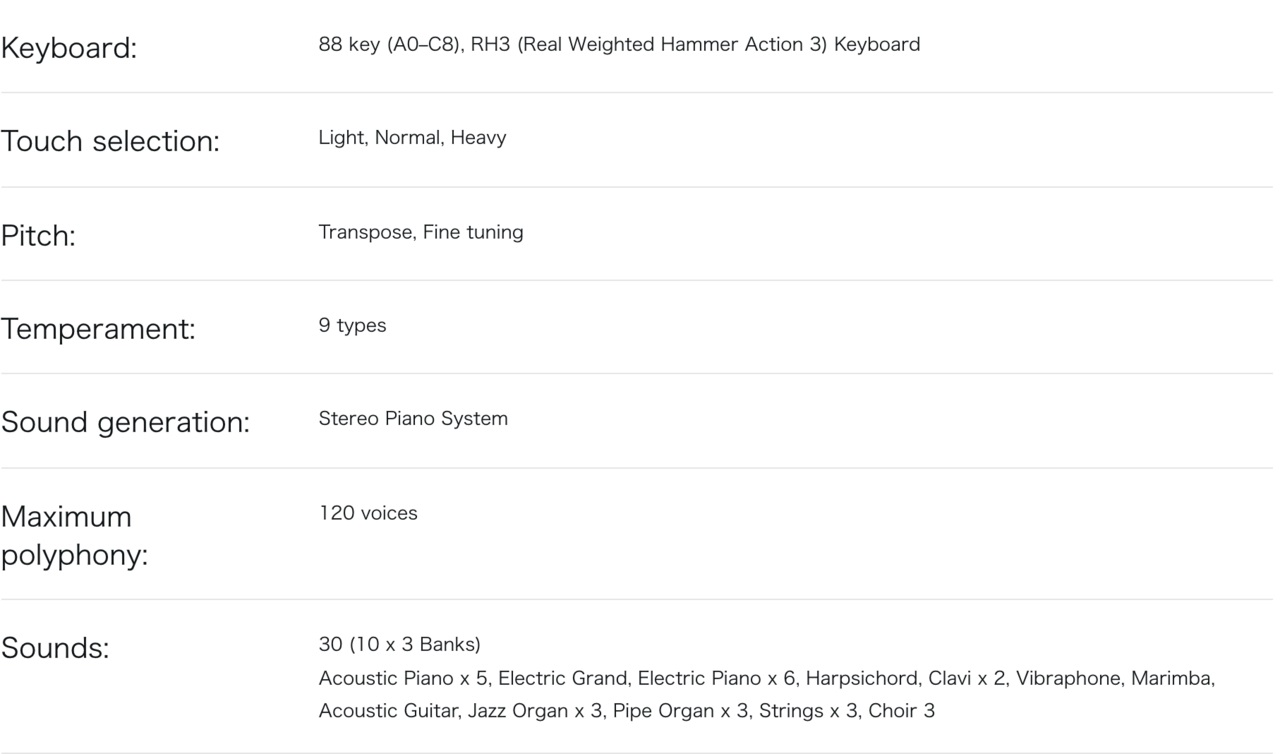 Keyboard:
88 key (A0–C8), RH3 (Real Weighted Hammer Action 3) Keyboard
Touch selection:
Light, Normal, Heavy
Pitch:
Transpose, Fine tuning
Temperament:
9 types
Sound generation:
Stereo Piano System
Maximum
polyphony:
120 voices
Sounds:
30 (10 x 3 Banks)
Acoustic Piano x 5, Electric Grand, Electric Piano x 6, Harpsichord, Clavi x 2, Vibraphone, Marimba,
Acoustic Guitar, Jazz Organ x 3, Pipe Organ x 3, Strings x 3, Choir 3